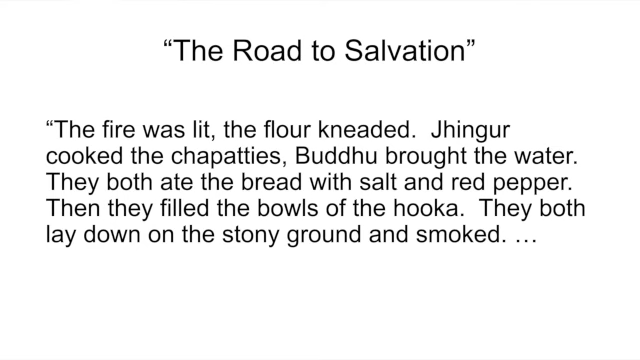 “The Road to Salvation”
“The fire was lit, the flour kneaded.  Jhingur
cooked the chapatties, Buddhu brought the water.
They both ate the bread with salt and red pepper.
Then they filled the bowls of the hooka.  They both
lay down on the stony ground and smoked. …